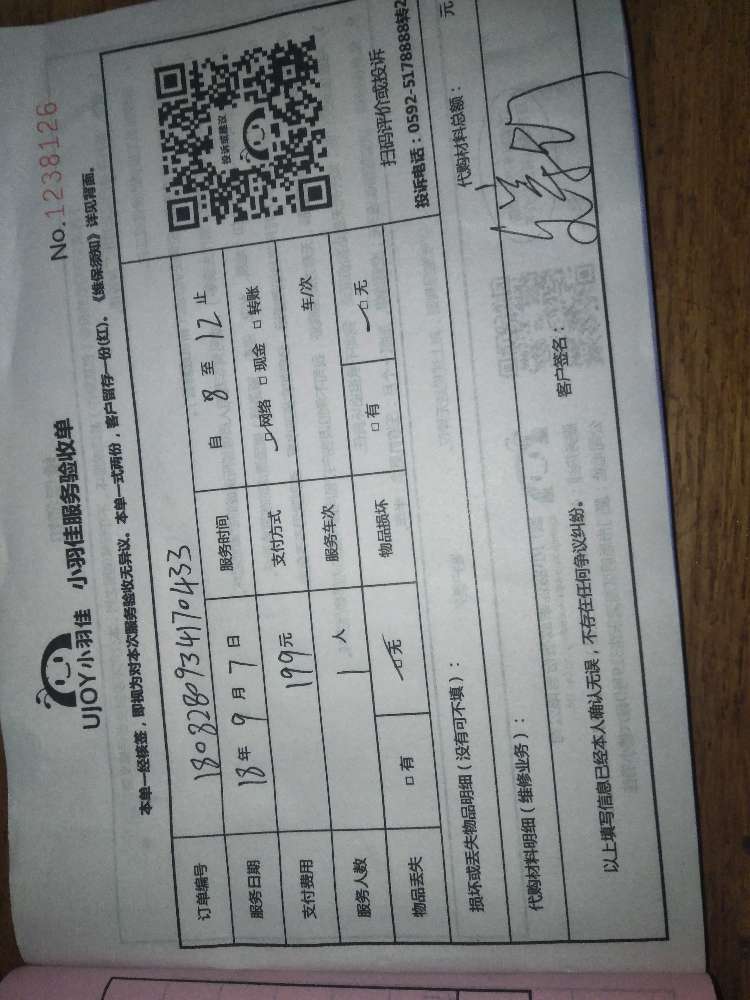 No.1238126
UJOY小羽佳 小羽佳服务验收单
本单一经核签，即视为对本次服务验收无异议。本单一式两份，客户留存一份(红)。《维保须知》详见背面。
订单编号 180828093417 0433
服务日期 18年9月7日 服务时间 自 8 至 12 止
支付费用 199元 支付方式 □网络 □现金 □转账
服务人数 1 人 服务车次 车/次
物品丢失 □有 □无 物品损坏 □有 □无
投诉或建议
扫码评价或投诉
投诉电话：0592-5178888转2
损坏或丢失物品明细（没有可不填）：
代购材料明细（维修业务）： 代购材料总额： 元
以上填写信息已经本人确认无误，不存在任何争议纠纷。 客户签名：